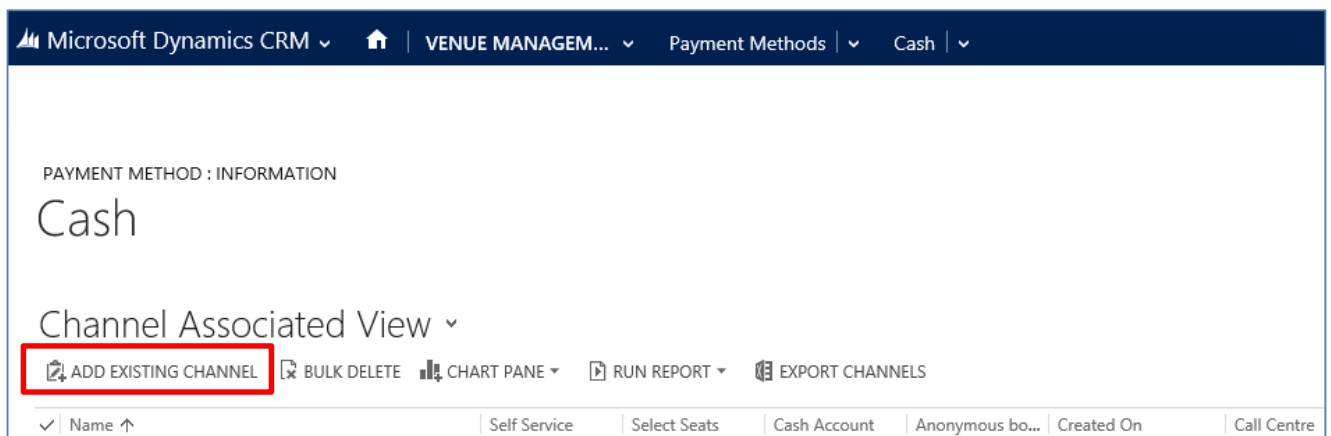 Microsoft Dynamics CRM VENUE MANAGEM... Payment Methods Cash
PAYMENT METHOD : INFORMATION
Cash
Channel Associated View
ADD EXISTING CHANNEL BULK DELETE CHART PANE RUN REPORT EXPORT CHANNELS
Name Self Service Select Seats Cash Account Anonymous bo... Created On Call Centre